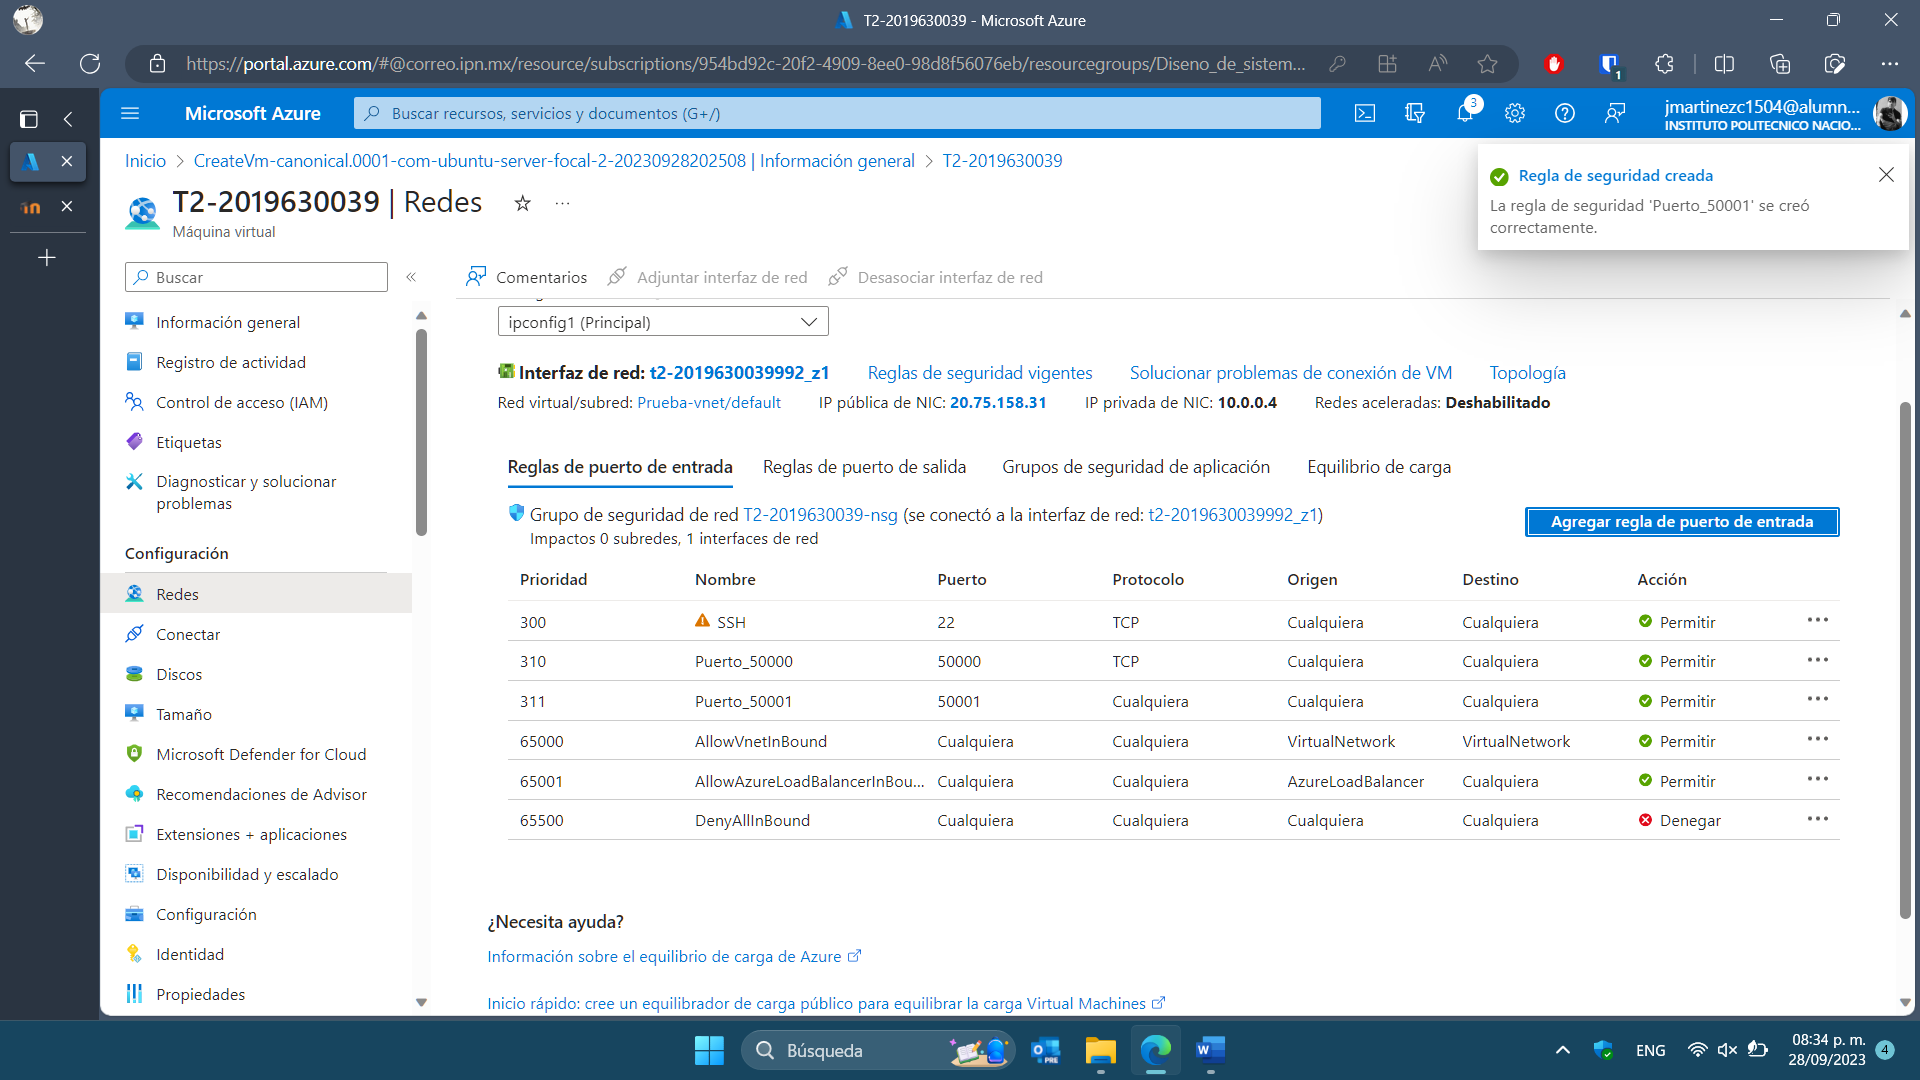 T2-2019630039 - Microsoft Azure
https://portal.azure.com/#@correo.ipn.mx/resource/subscriptions/954bd92c-20f2-4909-8ee0-98d8f56076eb/resourcegroups/Diseno_de_sistem...
1
Microsoft Azure
Buscar recursos, servicios y documentos (G+/)
3
jmartinezc1504@alumn...
INSTITUTO POLITECNICO NACIO...
Inicio > CreateVm-canonical.0001-com-ubuntu-server-focal-2-20230928202508 | Información general > T2-2019630039
Regla de seguridad creada
La regla de seguridad 'Puerto_50001' se creó
correctamente.
T2-2019630039 | Redes
Máquina virtual
Buscar
Comentarios
Adjuntar interfaz de red
Desasociar interfaz de red
Información general
Registro de actividad
Control de acceso (IAM)
Etiquetas
Diagnosticar y solucionar
problemas
Configuración
Redes
Conectar
Discos
Tamaño
Microsoft Defender for Cloud
Recomendaciones de Advisor
Extensiones + aplicaciones
Disponibilidad y escalado
Configuración
Identidad
Propiedades
ipconfig1 (Principal)
Interfaz de red: t2-2019630039992_z1 Reglas de seguridad vigentes Solucionar problemas de conexión de VM Topología
Red virtual/subred: Prueba-vnet/default IP pública de NIC: 20.75.158.31 IP privada de NIC: 10.0.0.4 Redes aceleradas: Deshabilitado
Reglas de puerto de entrada Reglas de puerto de salida Grupos de seguridad de aplicación Equilibrio de carga
Grupo de seguridad de red T2-2019630039-nsg (se conectó a la interfaz de red: t2-2019630039992_z1)
Impactos 0 subredes, 1 interfaces de red
Agregar regla de puerto de entrada
Prioridad Nombre Puerto Protocolo Origen Destino Acción
300 SSH 22 TCP Cualquiera Cualquiera Permitir
310 Puerto_50000 50000 TCP Cualquiera Cualquiera Permitir
311 Puerto_50001 50001 Cualquiera Cualquiera Cualquiera Permitir
65000 AllowVnetInBound Cualquiera Cualquiera VirtualNetwork VirtualNetwork Permitir
65001 AllowAzureLoadBalancerInBou... Cualquiera Cualquiera AzureLoadBalancer Cualquiera Permitir
65500 DenyAllInBound Cualquiera Cualquiera Cualquiera Cualquiera Denegar
¿Necesita ayuda?
Información sobre el equilibrio de carga de Azure
Inicio rápido: cree un equilibrador de carga público para equilibrar la carga Virtual Machines
Búsqueda
PRE
ENG
08:34 p. m.
28/09/2023
4